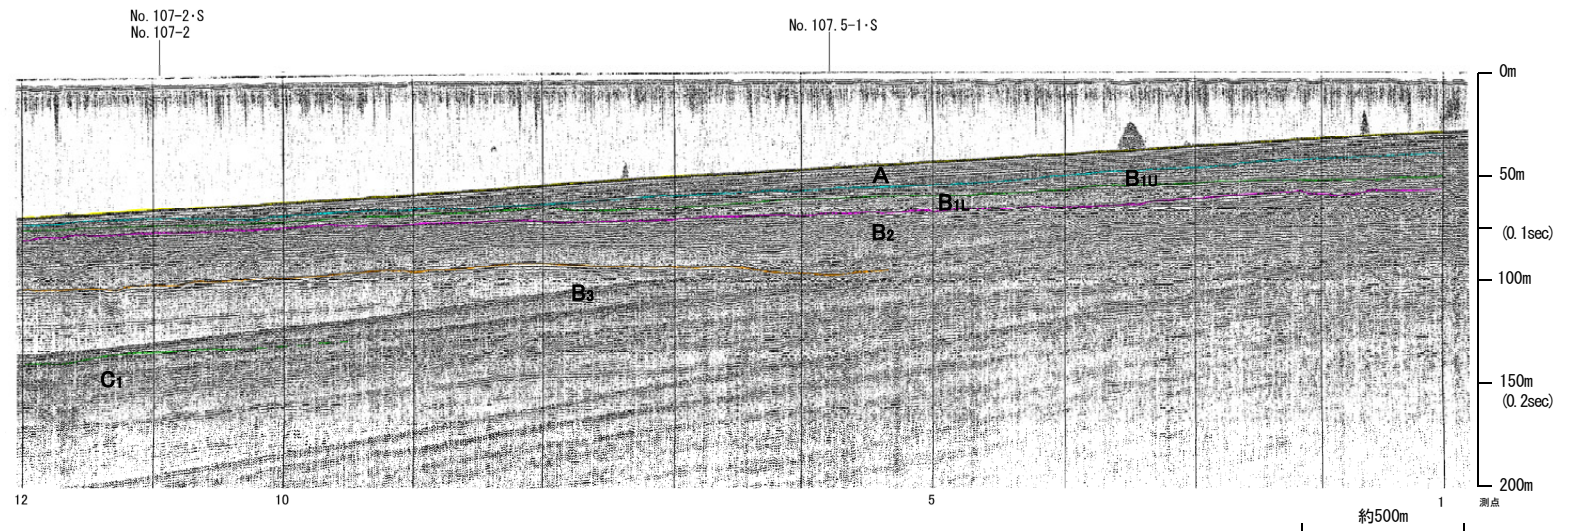 No.107-2·S
No.107-2
No.107.5-1·S
0m
A
50m
B1U
B1L
B2
(0.1sec)
100m
B3
C1
150m
(0.2sec)
200m
12
10
5
1
測点
約500m